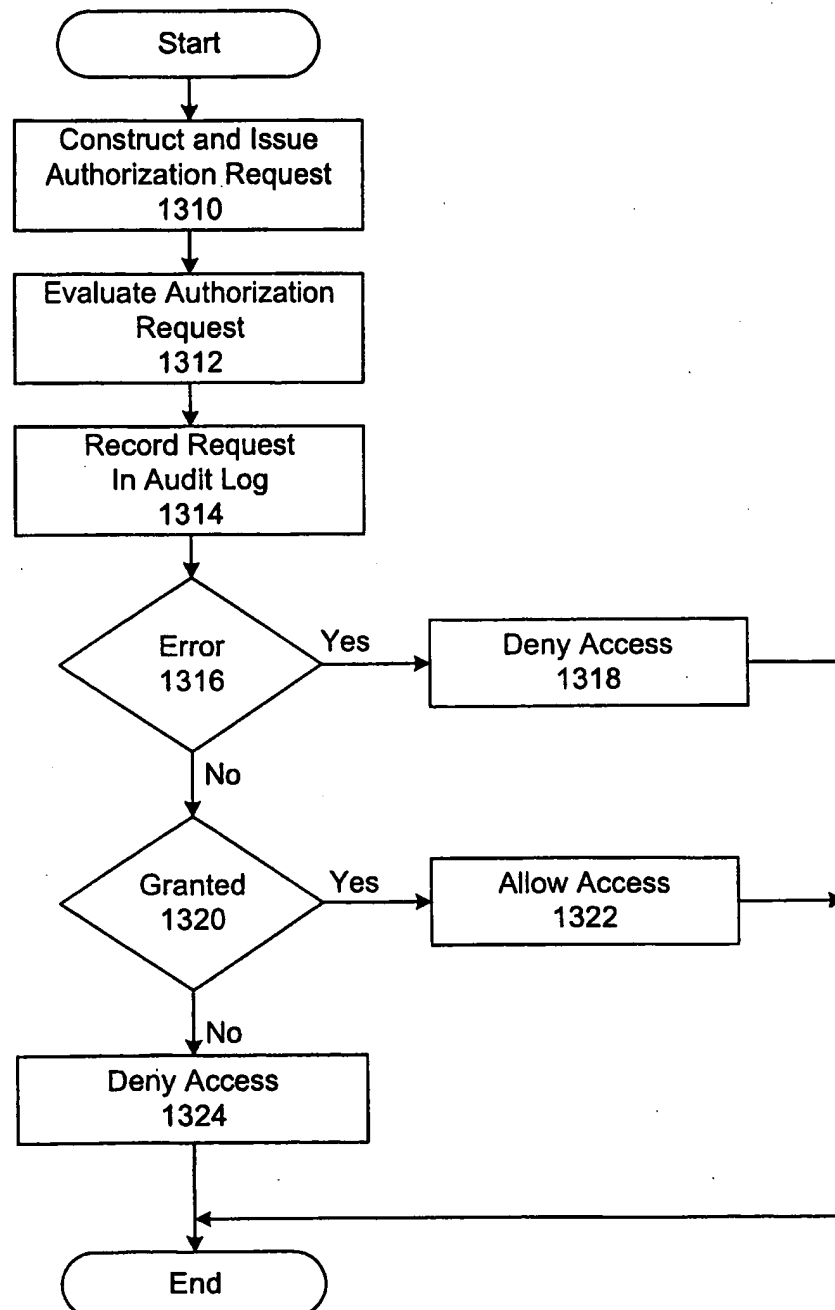 Start
Construct and Issue
Authorization Request
1310
Evaluate Authorization
Request
1312
Record Request
In Audit Log
1314
Error
1316
Yes
Deny Access
1318
No
Granted
1320
Yes
Allow Access
1322
No
Deny Access
1324
End